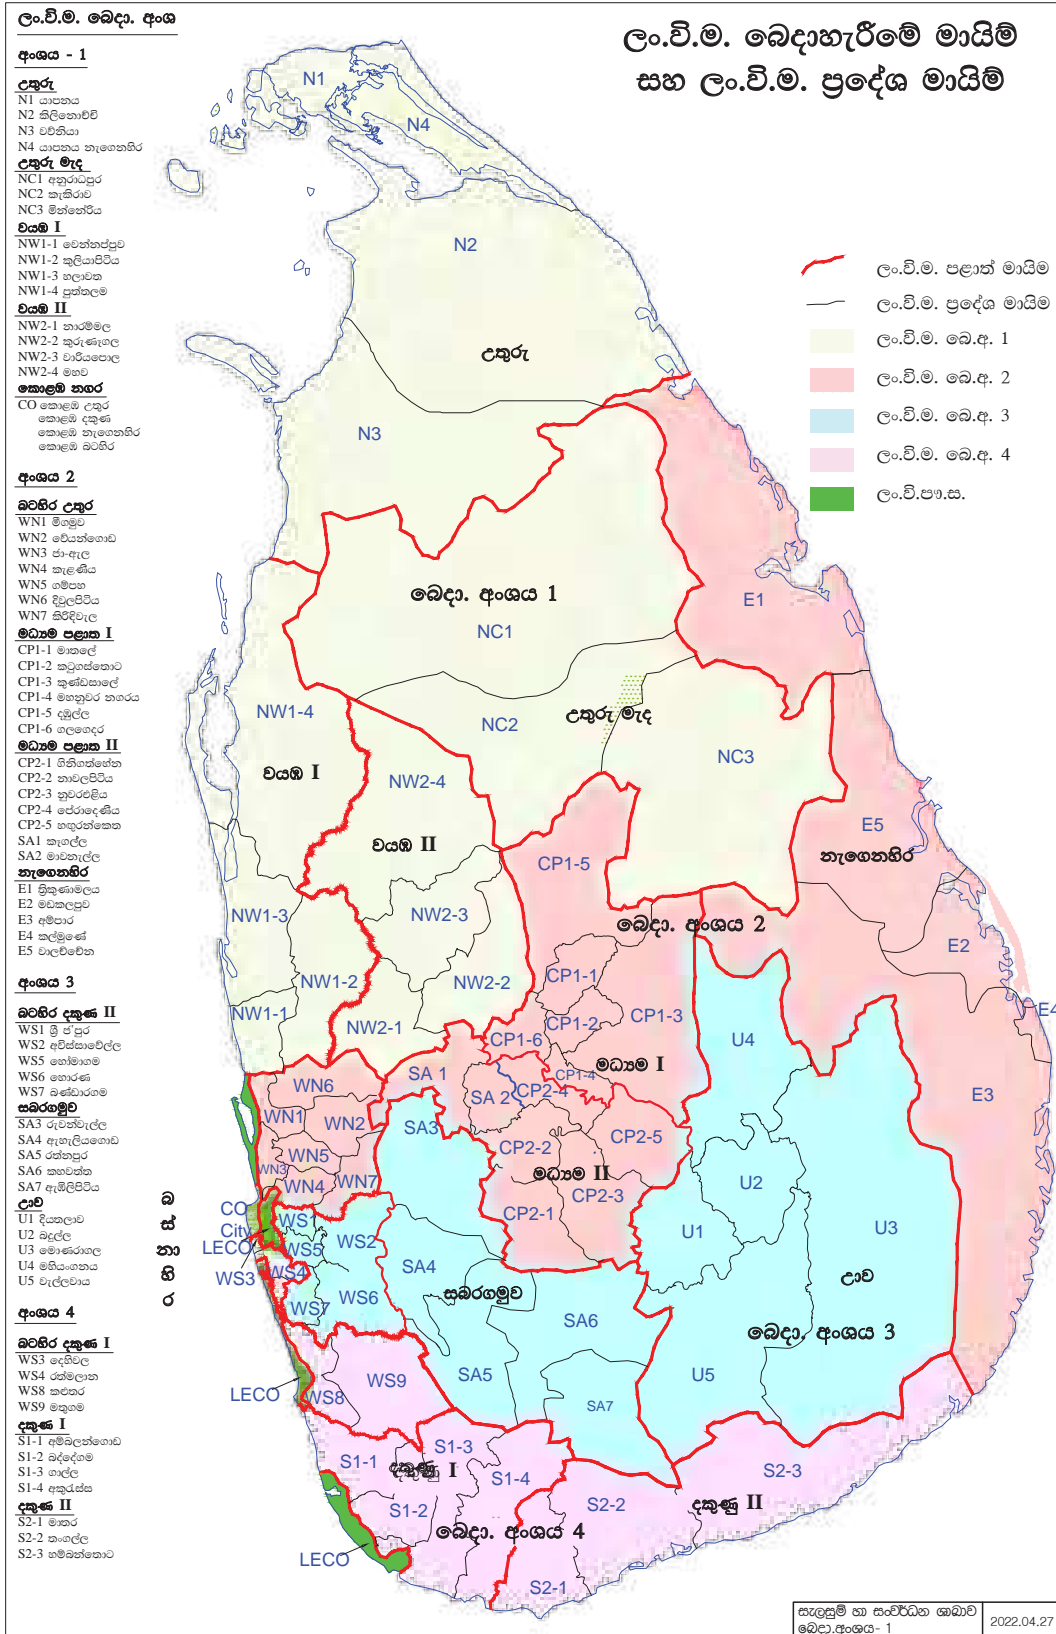 ලං.වි.ම. බෙදා. අංශ
අංශය - 1
උතුරු
N1 යාපනය
N2 කිලිනොච්චි
N3 වව්නියා
N4 යාපනය නැගෙනහිර
උතුරු මැද
NC1 අනුරාධපුර
NC2 කැකිරාව
NC3 මින්නේරිය
වයඹ I
NW1-1 වෙන්නප්පුව
NW1-2 කුලියාපිටිය
NW1-3 හලාවත
NW1-4 පුත්තලම
වයඹ II
NW2-1 නාරම්මල
NW2-2 කුරුණෑගල
NW2-3 වාරියපොල
NW2-4 මහව
කොළඹ නගර
CO කොළඹ උතුර
කොළඹ දකුණ
කොළඹ නැගෙනහිර
කොළඹ බටහිර
අංශය 2
බටහිර උතුර
WN1 මීගමුව
WN2 වේයන්ගොඩ
WN3 ජා-ඇල
WN4 කැළණිය
WN5 ගම්පහ
WN6 දිවුලපිටිය
WN7 කිරිදිවැල
මධ්‍යම පළාත I
CP1-1 මාතලේ
CP1-2 කටුගස්තොට
CP1-3 කුණ්ඩසාලේ
CP1-4 මහනුවර නගරය
CP1-5 දඹුල්ල
CP1-6 ගලගෙදර
මධ්‍යම පළාත II
CP2-1 ගිනිගත්හේන
CP2-2 නාවලපිටිය
CP2-3 නුවරඑළිය
CP2-4 පේරාදෙණිය
CP2-5 හඟුරන්කෙත
SA1 කෑගල්ල
SA2 මාවනැල්ල
නැගෙනහිර
E1 ත්‍රිකුණාමලය
E2 මඩකලපුව
E3 අම්පාර
E4 කල්මුණේ
E5 වාලච්චේන
අංශය 3
බටහිර දකුණ II
WS1 ශ්‍රී ජ'පුර
WS2 අවිස්සාවේල්ල
WS5 හෝමාගම
WS6 හොරණ
WS7 බණ්ඩාරගම
සබරගමුව
SA3 රුවන්වැල්ල
SA4 ඇහැලියගොඩ
SA5 රත්නපුර
SA6 කහවත්ත
SA7 ඇඹිලිපිටිය
ඌව
U1 දියතලාව
U2 බදුල්ල
U3 මොණරාගල
U4 මහියංගනය
U5 වැල්ලවාය
අංශය 4
බටහිර දකුණ I
WS3 දෙහිවල
WS4 රත්මලාන
WS8 කළුතර
WS9 මතුගම
දකුණ I
S1-1 අම්බලන්ගොඩ
S1-2 බද්දේගම
S1-3 ගාල්ල
S1-4 අකුරැස්ස
දකුණ II
S2-1 මාතර
S2-2 තංගල්ල
S2-3 හම්බන්තොට
ලං.වි.ම. බෙදාහැරීමේ මායිම්
සහ ලං.වි.ම. ප්‍රදේශ මායිම්
ලං.වි.ම. පළාත් මායිම
ලං.වි.ම. ප්‍රදේශ මායිම
ලං.වි.ම. බෙ.අ. 1
ලං.වි.ම. බෙ.අ. 2
ලං.වි.ම. බෙ.අ. 3
ලං.වි.ම. බෙ.අ. 4
ලං.වි.පෞ.ස.
N1
N4
N2
උතුරු
N3
බෙදා. අංශය 1
E1
NC1
NW1-4
NC2
උතුරු මැද
NC3
වයඹ I
NW2-4
වයඹ II
CP1-5
E5
නැගෙනහිර
NW1-3
NW2-3
බෙදා. අංශය 2
E2
NW1-2
NW2-2
CP1-1
NW1-1
NW2-1
CP1-6
CP1-2
CP1-3
U4
E4
SA 1
CP1-4
මධ්‍යම I
WN6
SA 2
CP2-4
E3
WN1
WN2
SA3
CP2-2
CP2-5
WN5
WN3
WN4
WN7
මධ්‍යම II
CP2-3
U2
බ
ස්
නා
හි
ර
CO
City
LECO
WS3
WS1
WS5
WS4
WS2
CP2-1
U1
U3
SA4
සබරගමුව
ඌව
WS7
WS6
SA6
බෙදා. අංශය 3
LECO
WS8
WS9
SA5
SA7
U5
S1-1
S1-3
දකුණු I
S1-4
S2-3
S1-2
S2-2
දකුණු II
බෙදා. අංශය 4
LECO
S2-1
සැලසුම් හා සංවර්ධන ශාඛාව
බෙදා.අංශය- 1
2022.04.27